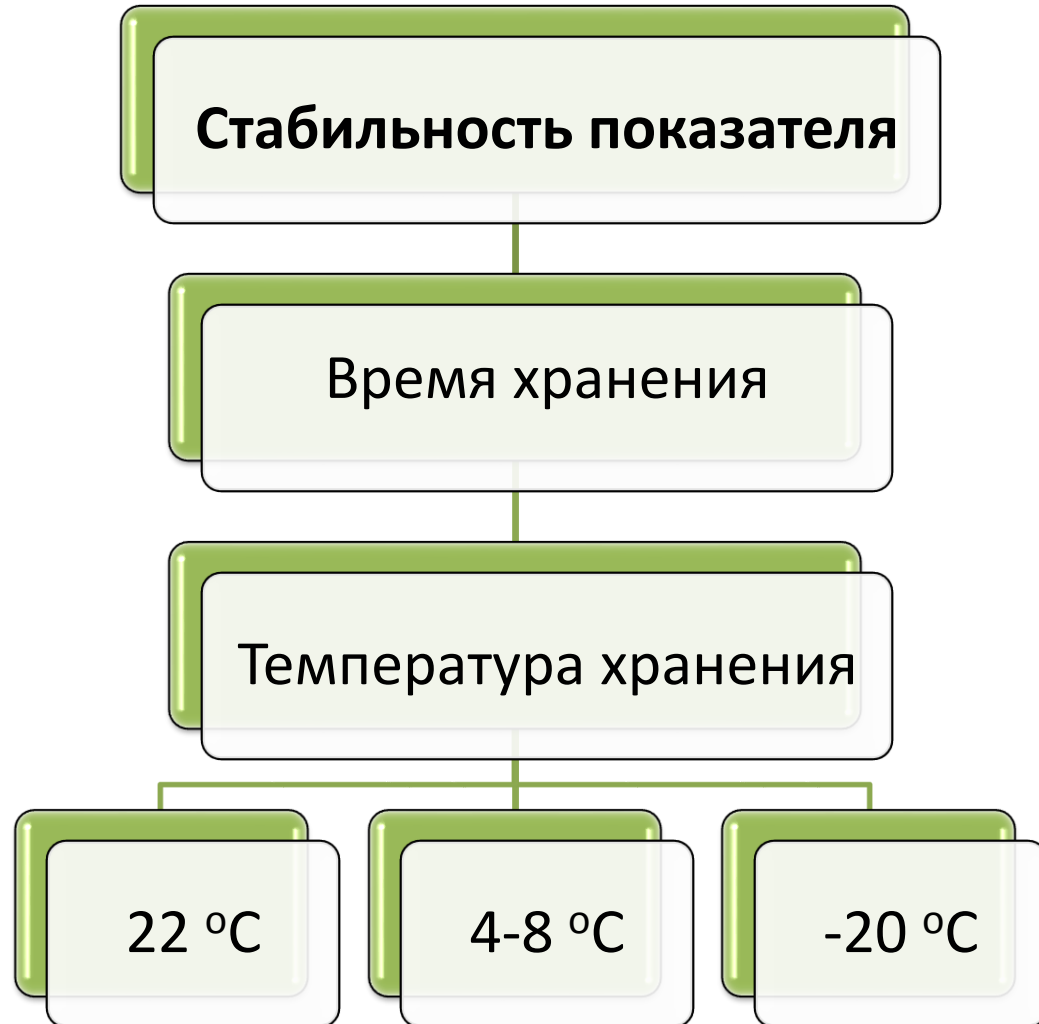 Стабильность показателя
Время хранения
Температура хранения
22 ᵒC
4-8 ᵒC
-20 ᵒC